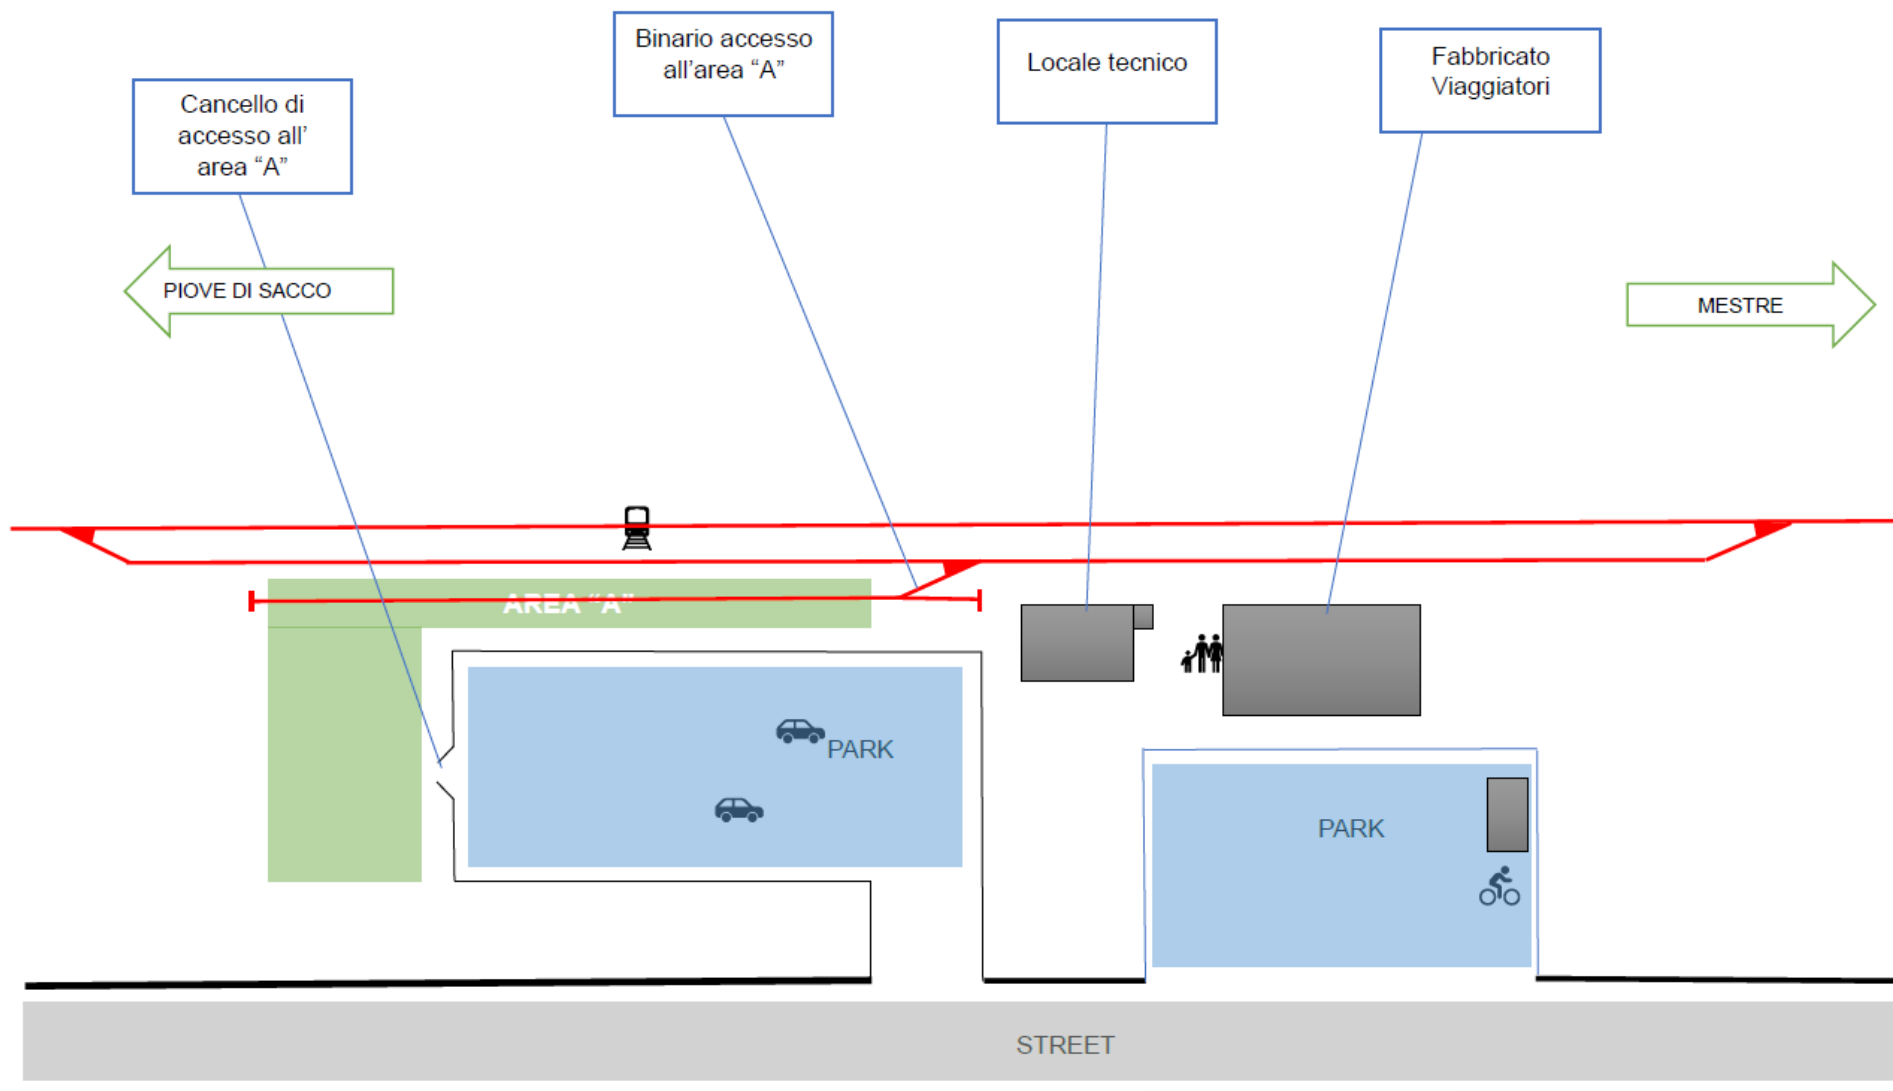 Cancello di
accesso all’
area “A”
Binario accesso
all’area “A”
Locale tecnico
Fabbricato
Viaggiatori
PIOVE DI SACCO
MESTRE
AREA “A”
PARK
PARK
STREET